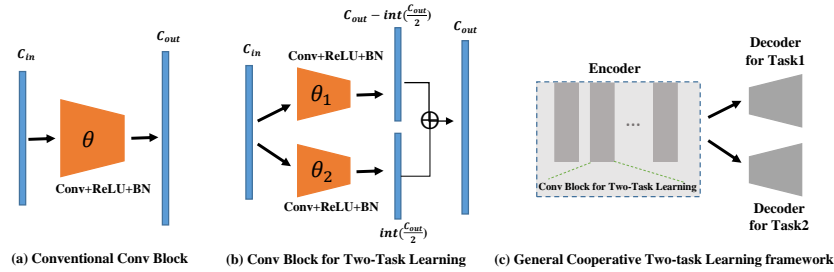 C_in
θ
Conv+ReLU+BN
C_out
(a) Conventional Conv Block
C_in
Conv+ReLU+BN
θ_1
θ_2
Conv+ReLU+BN
C_out − int(C_out/2)
int(C_out/2)
C_out
(b) Conv Block for Two-Task Learning
Encoder
...
Conv Block for Two-Task Learning
Decoder
for Task1
Decoder
for Task2
(c) General Cooperative Two-task Learning framework